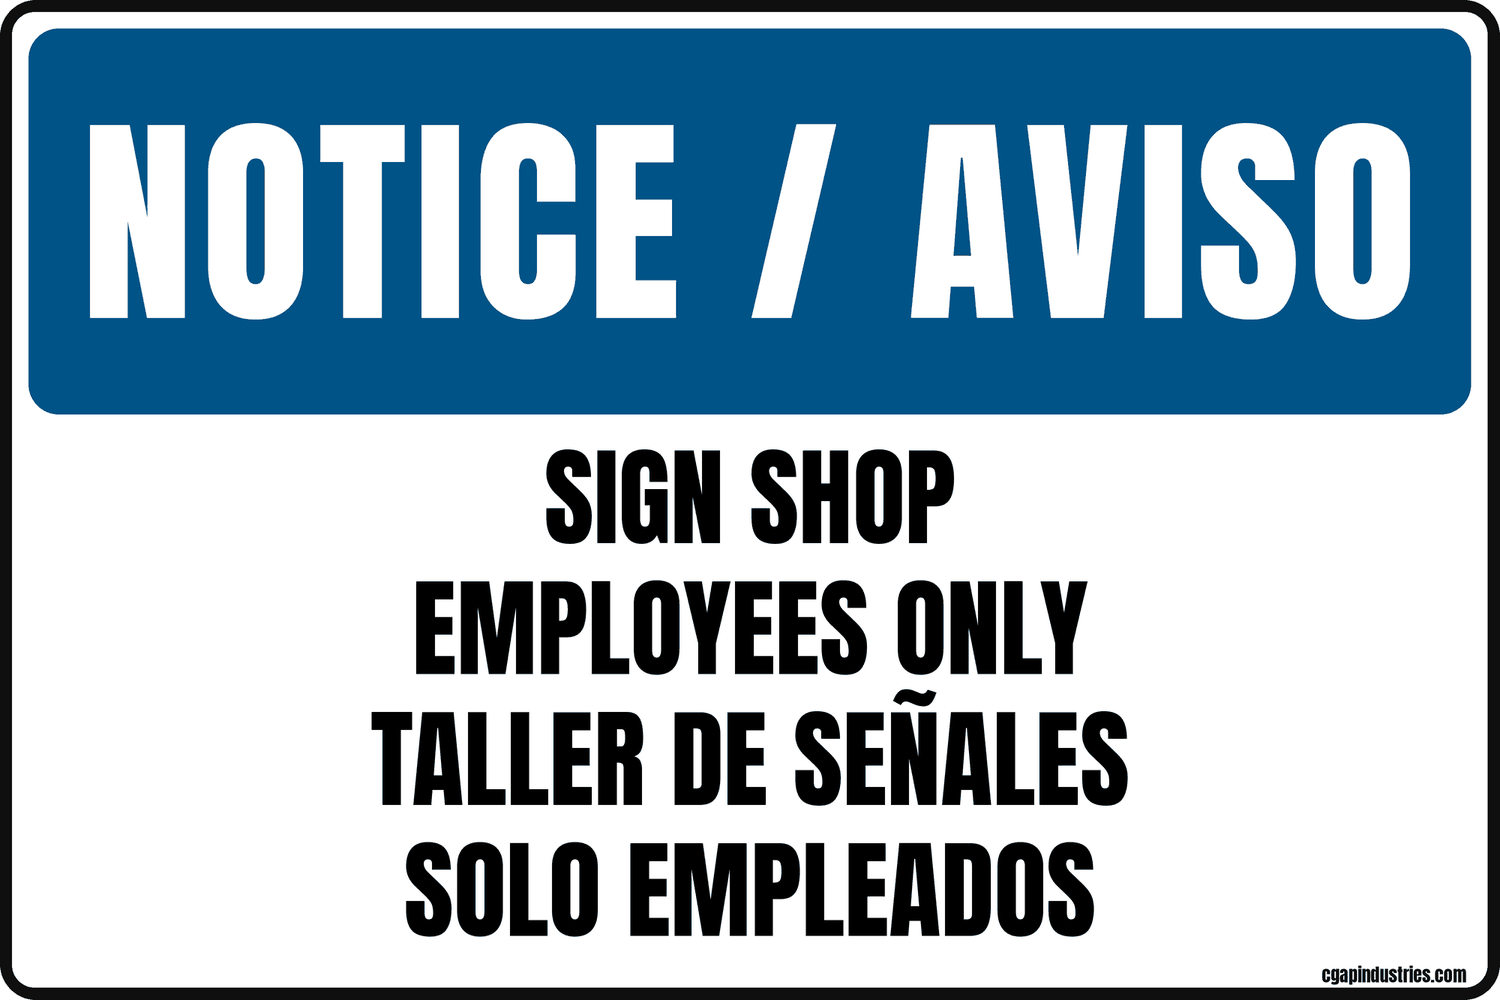 NOTICE / AVISO
SIGN SHOP
EMPLOYEES ONLY
TALLER DE SEÑALES
SOLO EMPLEADOS
cgapindustries.com